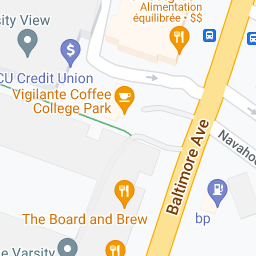 Alimentation
équilibrée · $$
sity View
CU Credit Union
Vigilante Coffee
College Park
Baltimore Ave
Navaho
bp
The Board and Brew
e Varsity